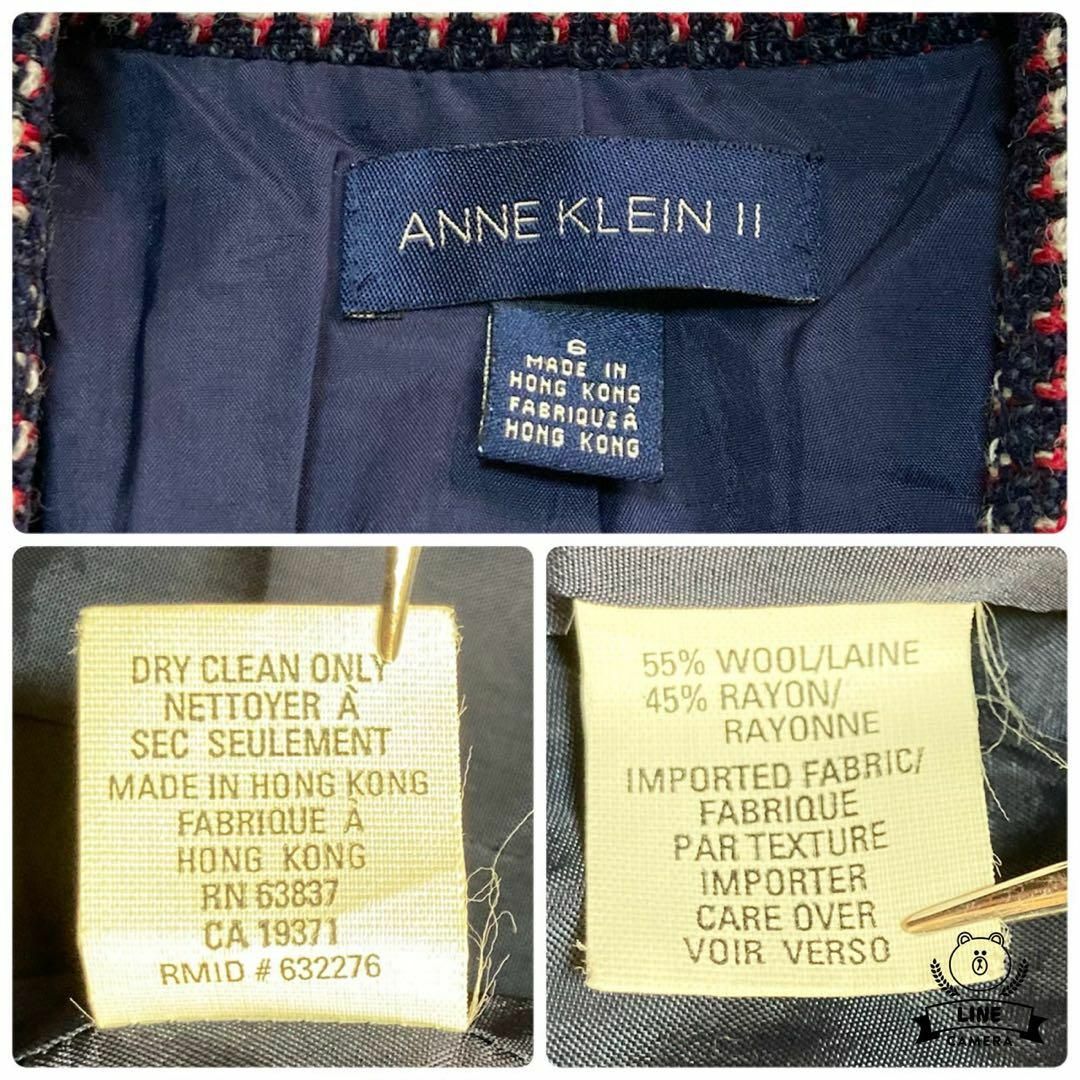 ANNE KLEIN II
6
MADE IN
HONG KONG
FABRIQUE À
HONG KONG
DRY CLEAN ONLY
NETTOYER À
SEC SEULEMENT
MADE IN HONG KONG
FABRIQUE À
HONG KONG
RN 63837
CA 19371
RMID # 632276
55% WOOL/LAINE
45% RAYON/
RAYONNE
IMPORTED FABRIC/
FABRIQUE
PAR TEXTURE
IMPORTER
CARE OVER
VOIR VERSO
LINE
CAMERA